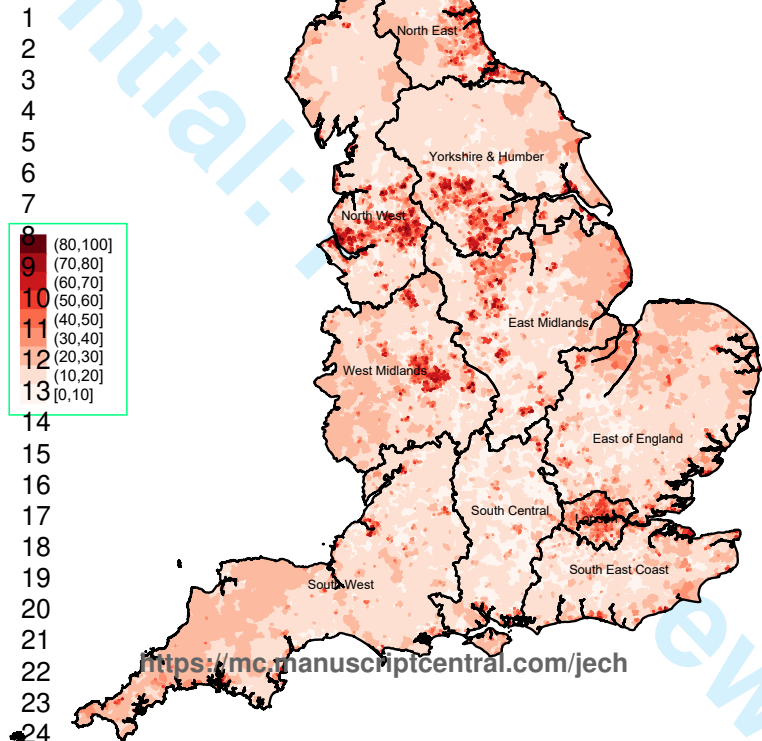 1
2
3
4
5
6
7
8
9
10
11
12
13
14
15
16
17
18
19
20
21
22
23
24
(80,100]
(70,80]
(60,70]
(50,60]
(40,50]
(30,40]
(20,30]
(10,20]
[0,10]
North East
Yorkshire & Humber
North West
East Midlands
West Midlands
East of England
South Central
London
South East Coast
South West
https://mc.manuscriptcentral.com/jech
ntial:
ew